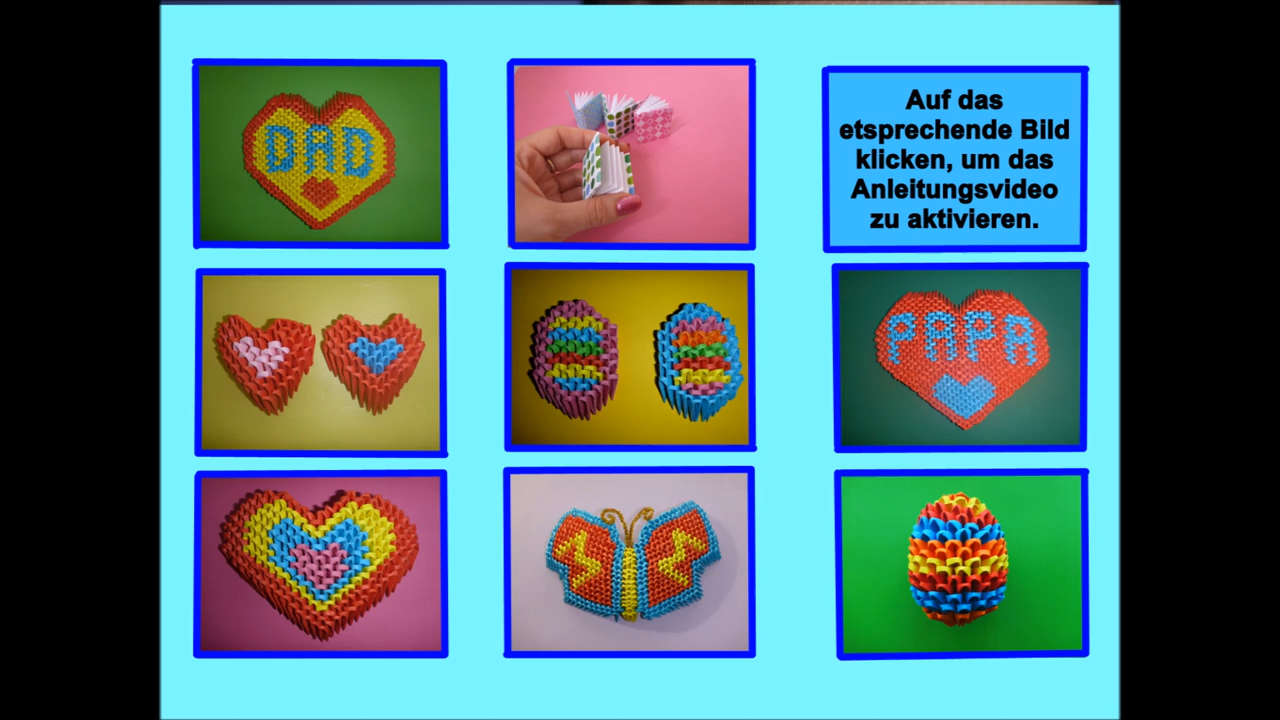 DAD
Auf das
etsprechende Bild
klicken, um das
Anleitungsvideo
zu aktivieren.
PAPA